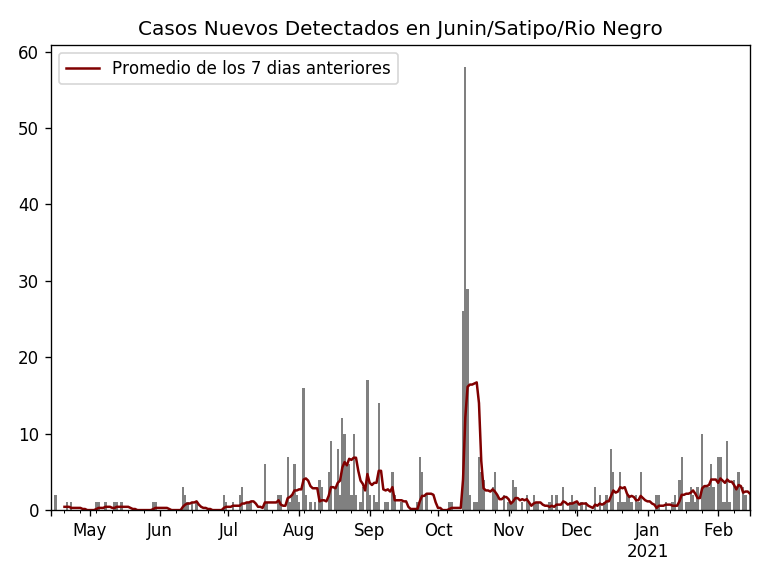 Casos Nuevos Detectados en Junin/Satipo/Rio Negro
Promedio de los 7 dias anteriores
60
50
40
30
20
10
0
May Jun Jul Aug Sep Oct Nov Dec Jan Feb
2021